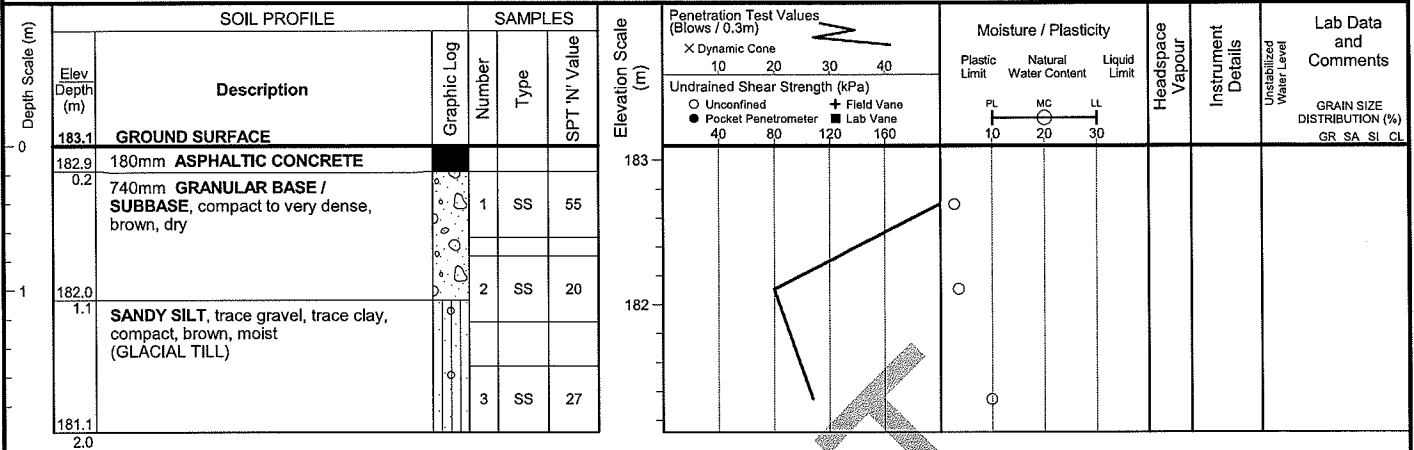 Depth Scale (m)
SOIL PROFILE
Elev
Depth
(m)
Description
Graphic Log
SAMPLES
Number
Type
SPT 'N' Value
Elevation Scale
(m)
Penetration Test Values
(Blows / 0.3m)
X Dynamic Cone
10 20 30 40
Undrained Shear Strength (kPa)
Unconfined + Field Vane
Pocket Penetrometer Lab Vane
40 80 120 160
Moisture / Plasticity
Plastic Limit
Natural Water Content
Liquid Limit
PL MC LL
10 20 30
Headspace Vapour
Instrument Details
Unstabilized Water Level
Lab Data
and
Comments
GRAIN SIZE
DISTRIBUTION (%)
GR SA SI CL
183.1 GROUND SURFACE
0
182.9 180mm ASPHALTIC CONCRETE
183
0.2 740mm GRANULAR BASE /
SUBBASE, compact to very dense,
brown, dry
1 SS 55
1
182.0
2 SS 20
182
1.1 SANDY SILT, trace gravel, trace clay,
compact, brown, moist
(GLACIAL TILL)
3 SS 27
181.1
2.0